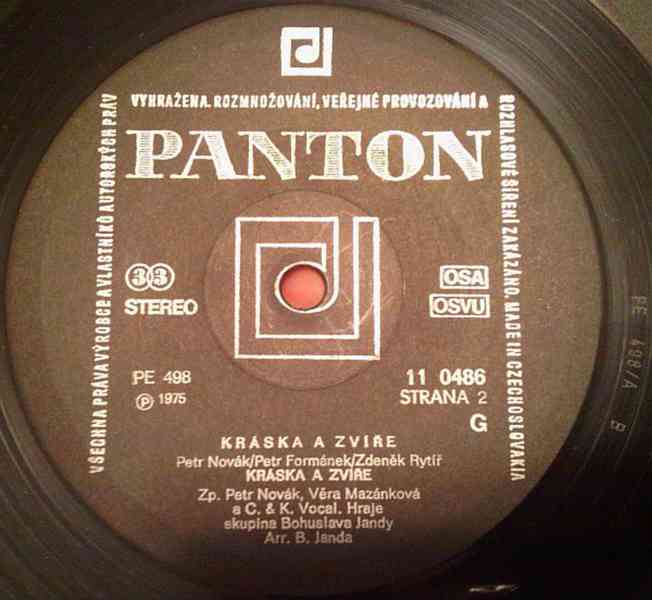 VŠECHNA PRÁVA VÝROBCE A VLASTNÍKŮ AUTORSKÝCH PRÁV
VYHRAŽENA. ROZMNOŽOVÁNÍ, VEŘEJNÉ PROVOZOVÁNÍ A
ROZHLASOVÉ ŠÍŘENÍ ZAKÁZÁNO. MADE IN CZECHOSLOVAKIA
PANTON
33
STEREO
OSA
OSVU
PE 498
Ⓟ 1975
11 0486
STRANA 2
G
KRÁSKA A ZVÍŘE
Petr Novák/Petr Formánek/Zdeněk Rytíř
KRÁSKA A ZVÍŘE
Zp. Petr Novák, Věra Mazánková
a C. & K. Vocal. Hraje
skupina Bohuslava Jandy
Arr. B. Janda
PE 498/A B